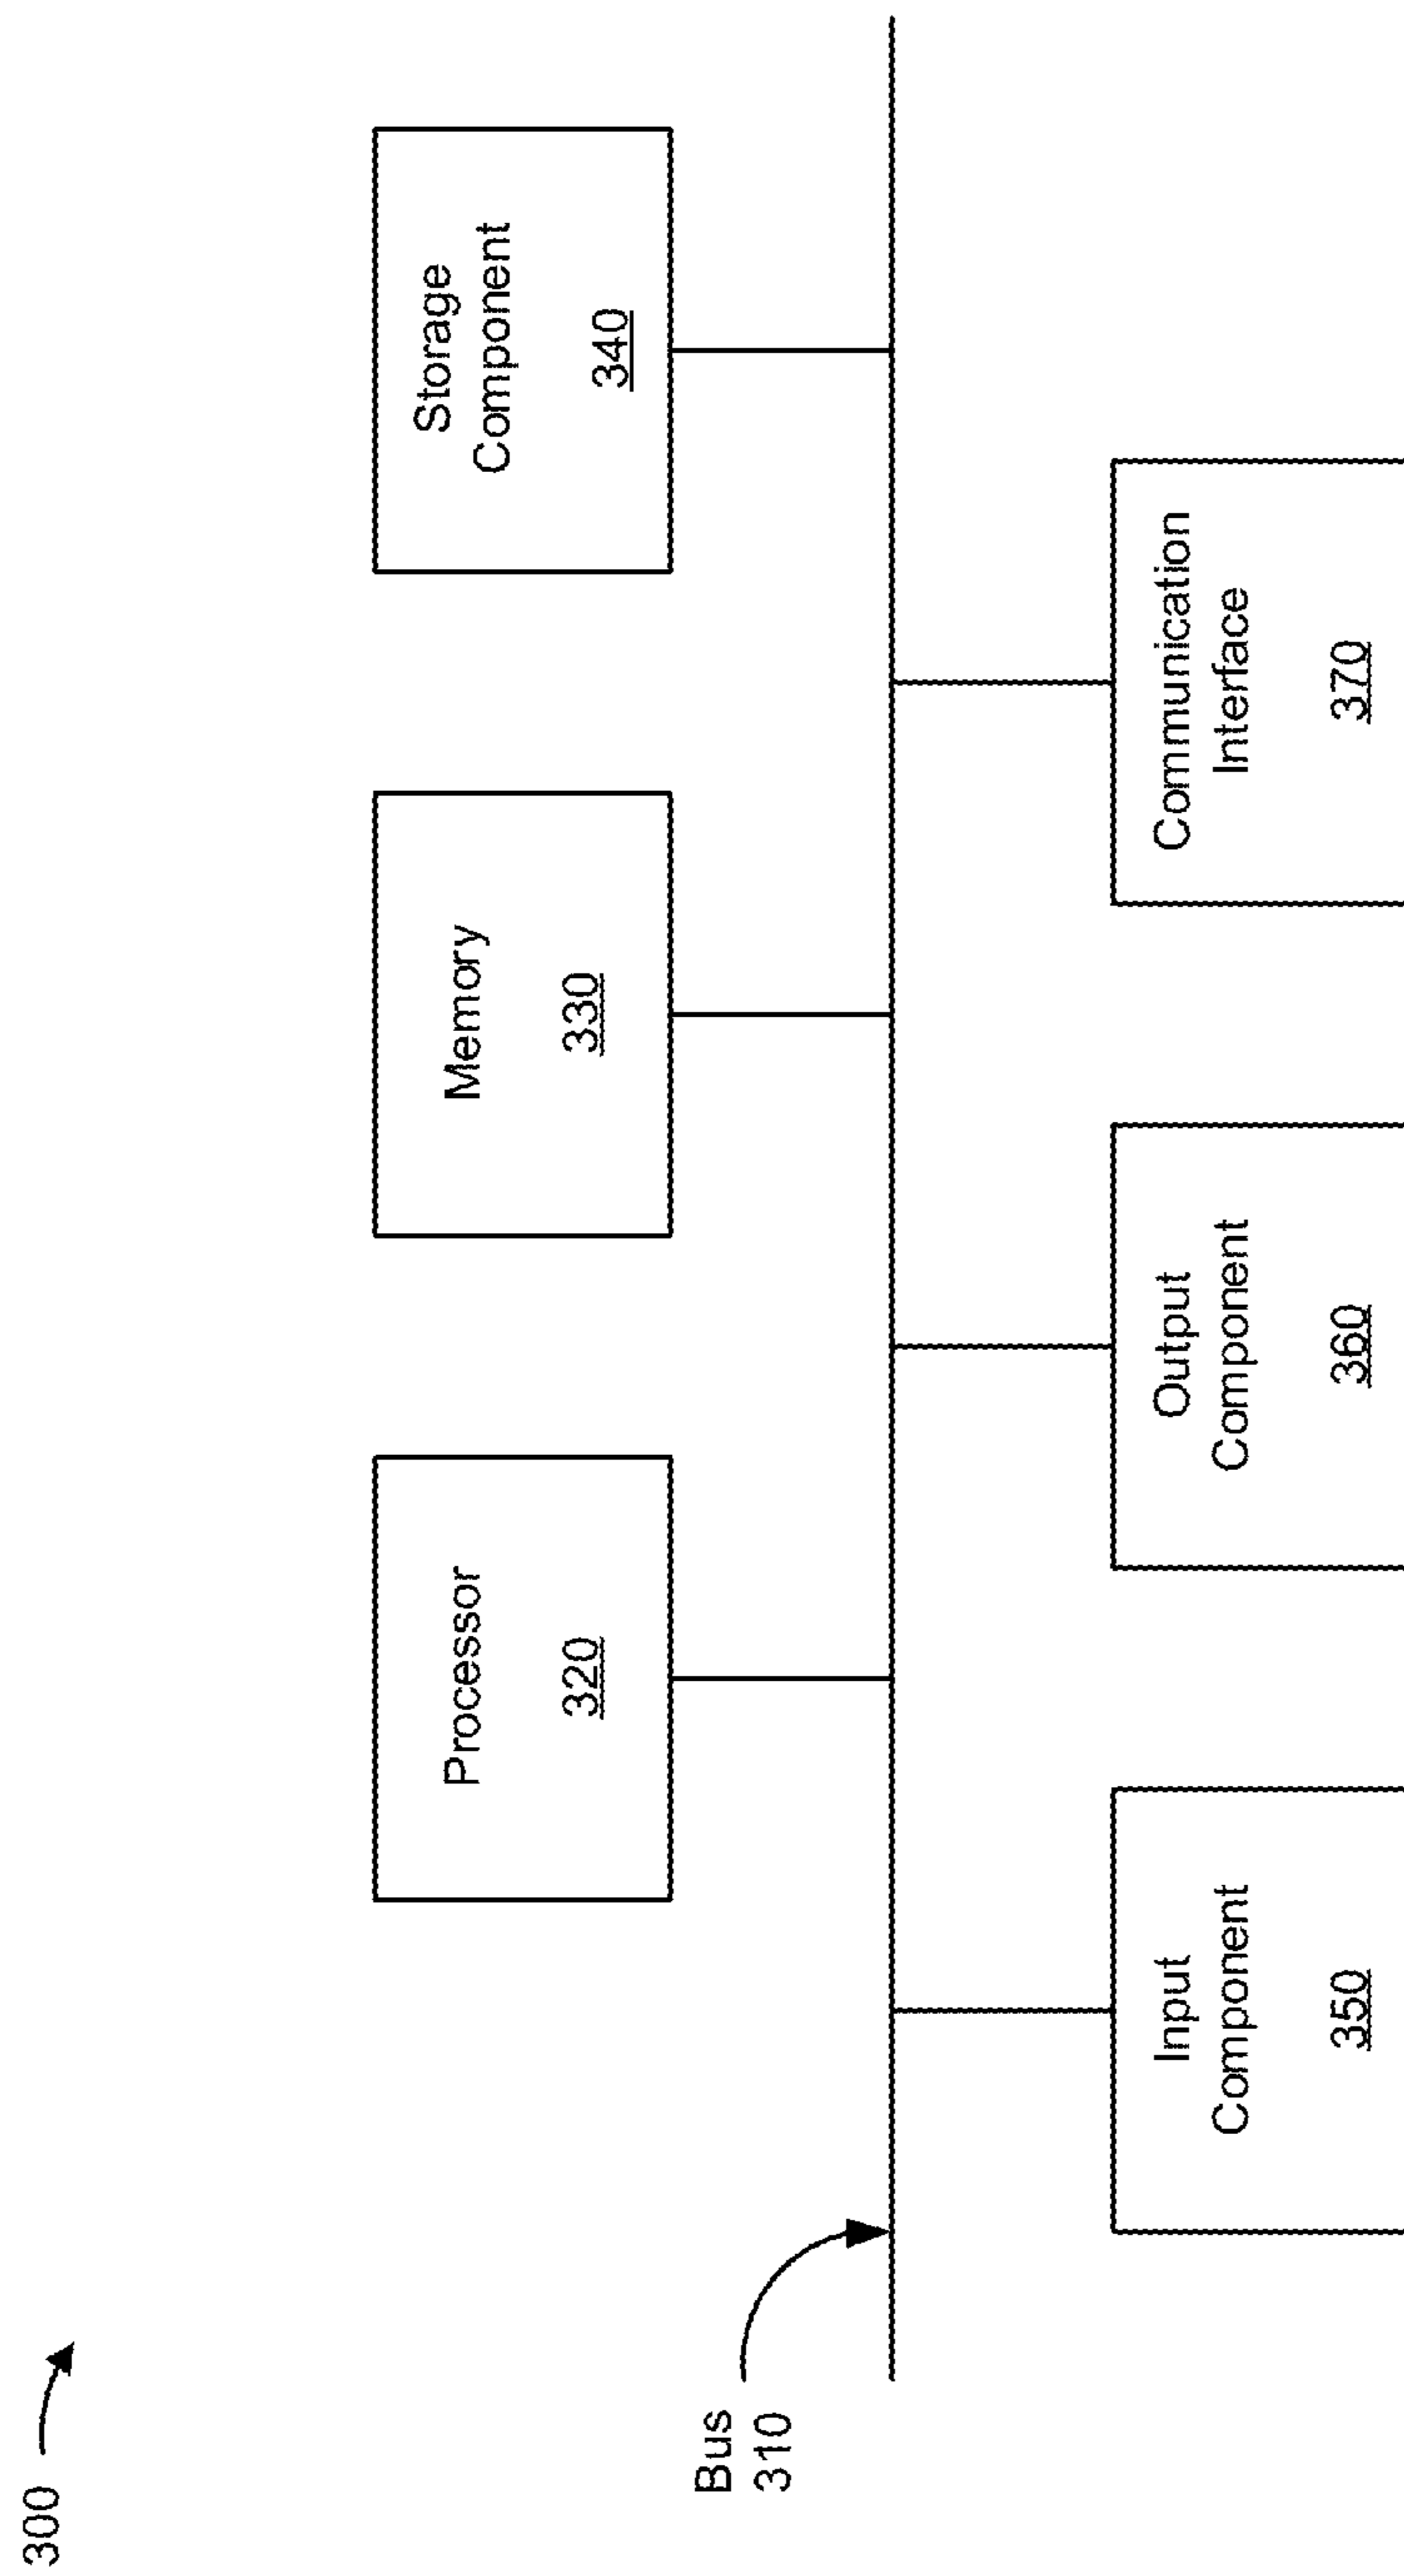 300
Processor
320
Memory
330
Storage
Component
340
Bus
310
Input
Component
350
Output
Component
360
Communication
Interface
370